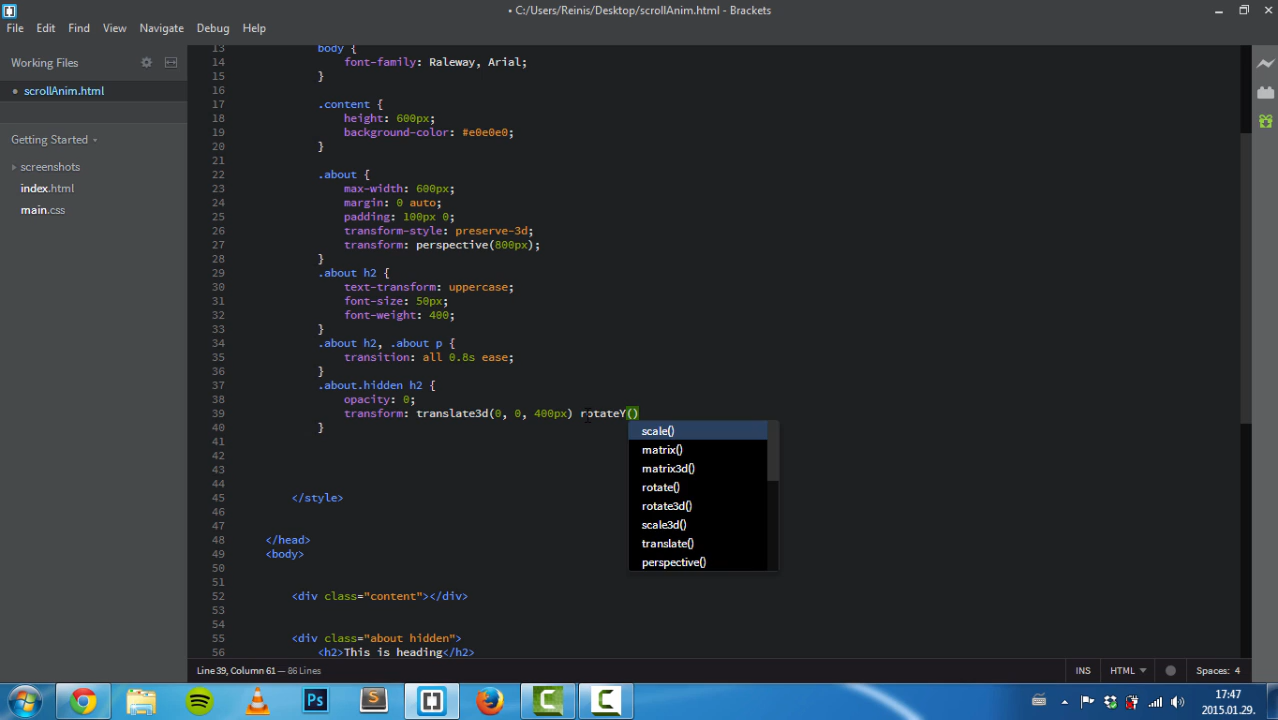 • C:/Users/Reinis/Desktop/scrollAnim.html - Brackets
File Edit Find View Navigate Debug Help
Working Files
• scrollAnim.html
Getting Started
screenshots
index.html
main.css
13 body {
14 font-family: Raleway, Arial;
15 }
16
17 .content {
18 height: 600px;
19 background-color: #e0e0e0;
20 }
21
22 .about {
23 max-width: 600px;
24 margin: 0 auto;
25 padding: 100px 0;
26 transform-style: preserve-3d;
27 transform: perspective(800px);
28 }
29 .about h2 {
30 text-transform: uppercase;
31 font-size: 50px;
32 font-weight: 400;
33 }
34 .about h2, .about p {
35 transition: all 0.8s ease;
36 }
37 .about.hidden h2 {
38 opacity: 0;
39 transform: translate3d(0, 0, 400px) rotateY()
40 }
41
42
43
44
45 </style>
46
47
48 </head>
49 <body>
50
51
52 <div class="content"></div>
53
54
55 <div class="about hidden">
56 <h2>This is heading</h2>
scale()
matrix()
matrix3d()
rotate()
rotate3d()
scale3d()
translate()
perspective()
Line 39, Column 61 — 86 Lines
INS HTML Spaces: 4
Ps S C C
17:47
2015.01.29.